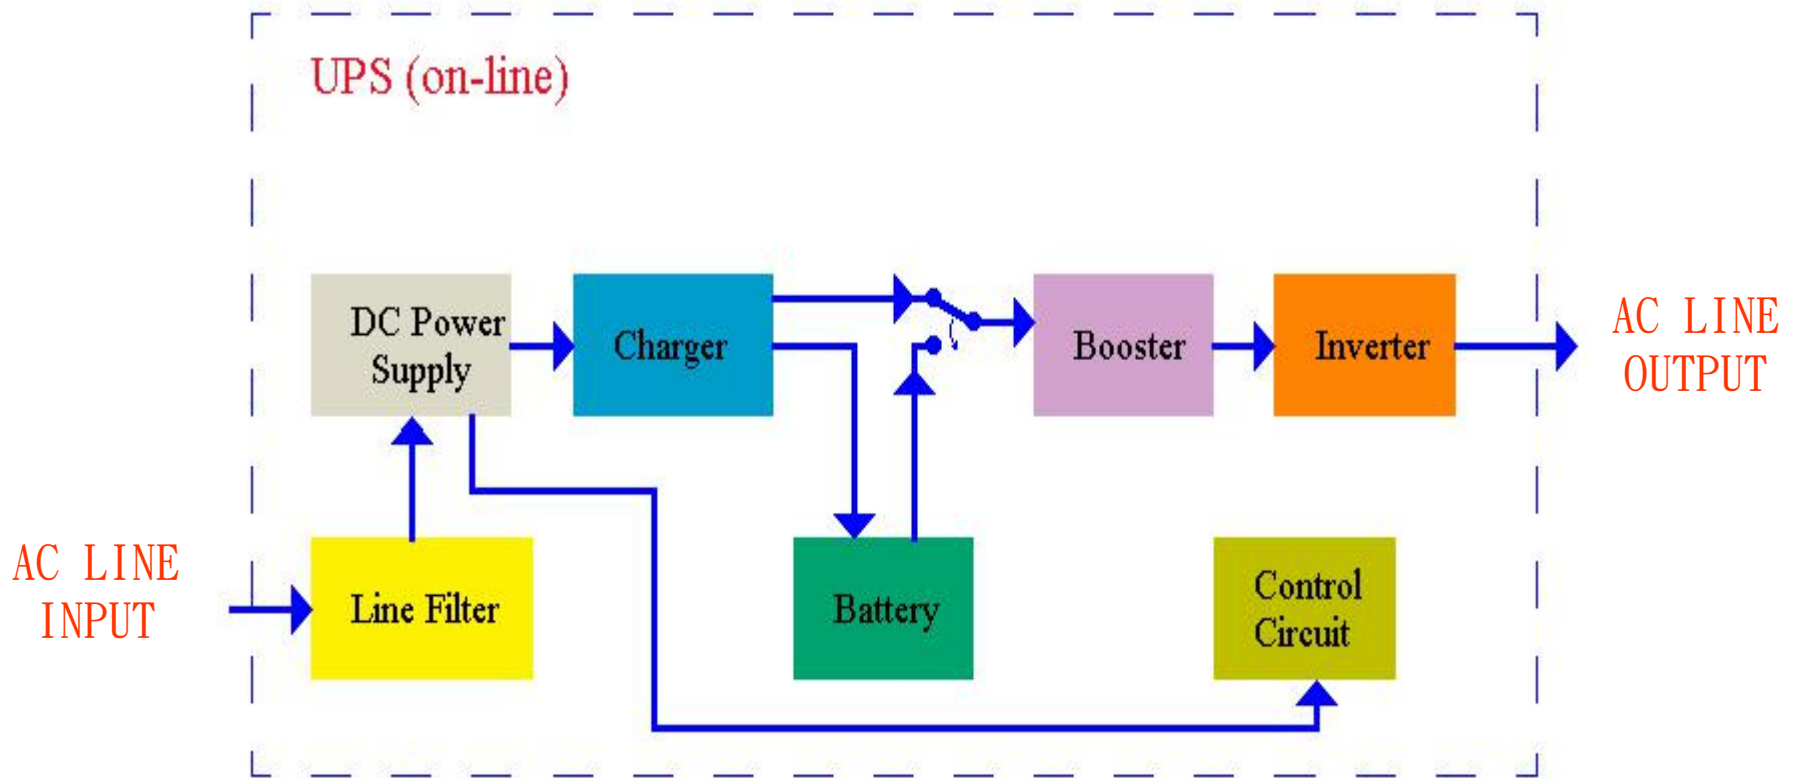 UPS (on-line)
DC Power
Supply
Charger
Booster
Inverter
AC LINE
OUTPUT
AC LINE
INPUT
Line Filter
Battery
Control
Circuit